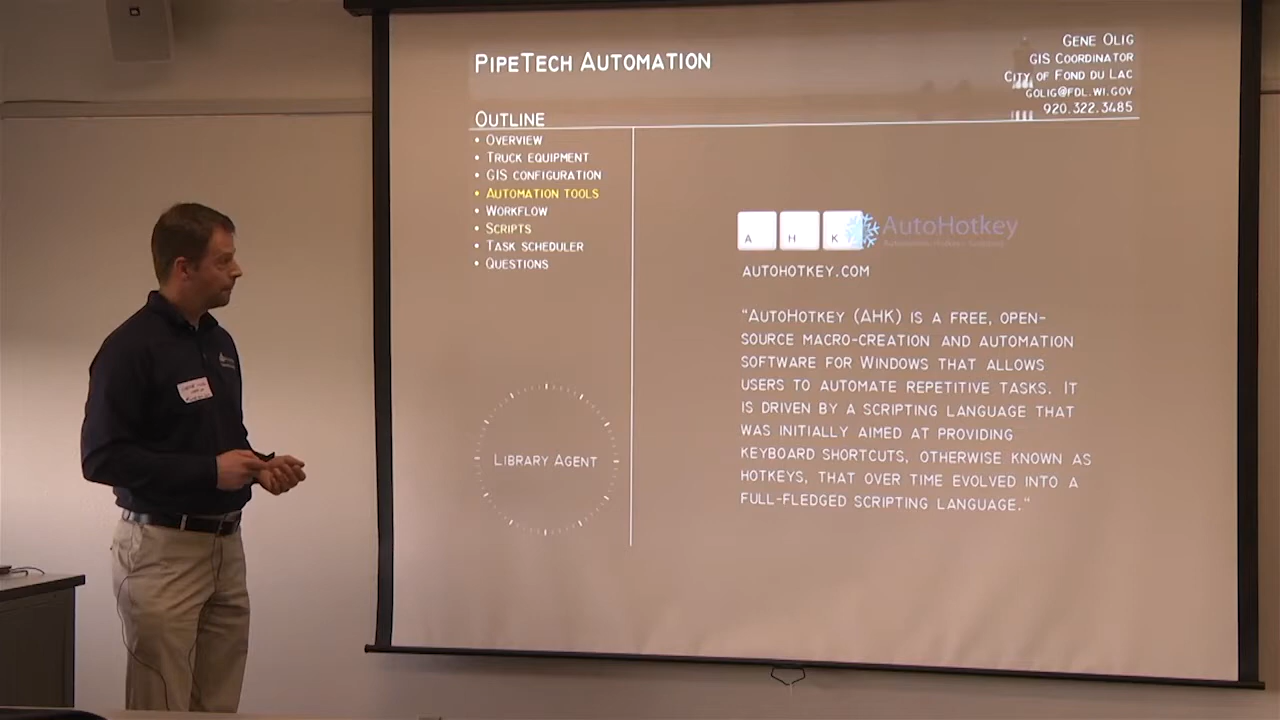 PipeTech Automation
Gene Olig
GIS Coordinator
City of Fond du Lac
golig@fdl.wi.gov
920.322.3485
Outline
• Overview
• Truck equipment
• GIS configuration
• Automation tools
• Workflow
• Scripts
• Task scheduler
• Questions
Library Agent
A H K AutoHotkey
autohotkey.com
"AutoHotkey (AHK) is a free, open-
source macro-creation and automation
software for Windows that allows
users to automate repetitive tasks. It
is driven by a scripting language that
was initially aimed at providing
keyboard shortcuts, otherwise known as
hotkeys, that over time evolved into a
full-fledged scripting language."